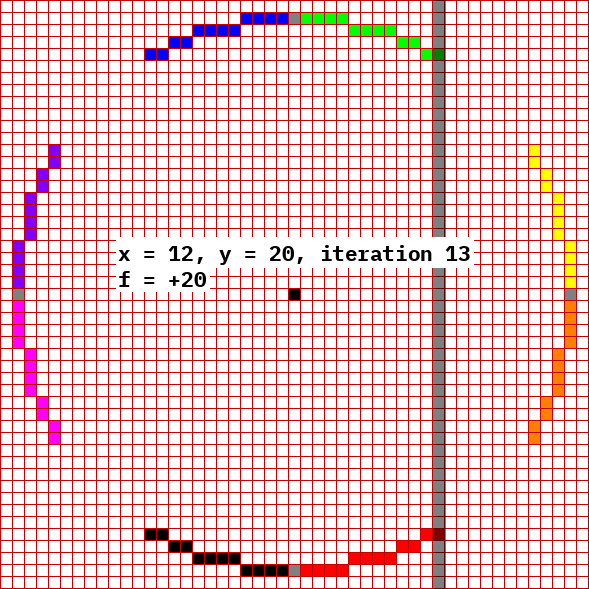 x = 12, y = 20, iteration 13
f = +20